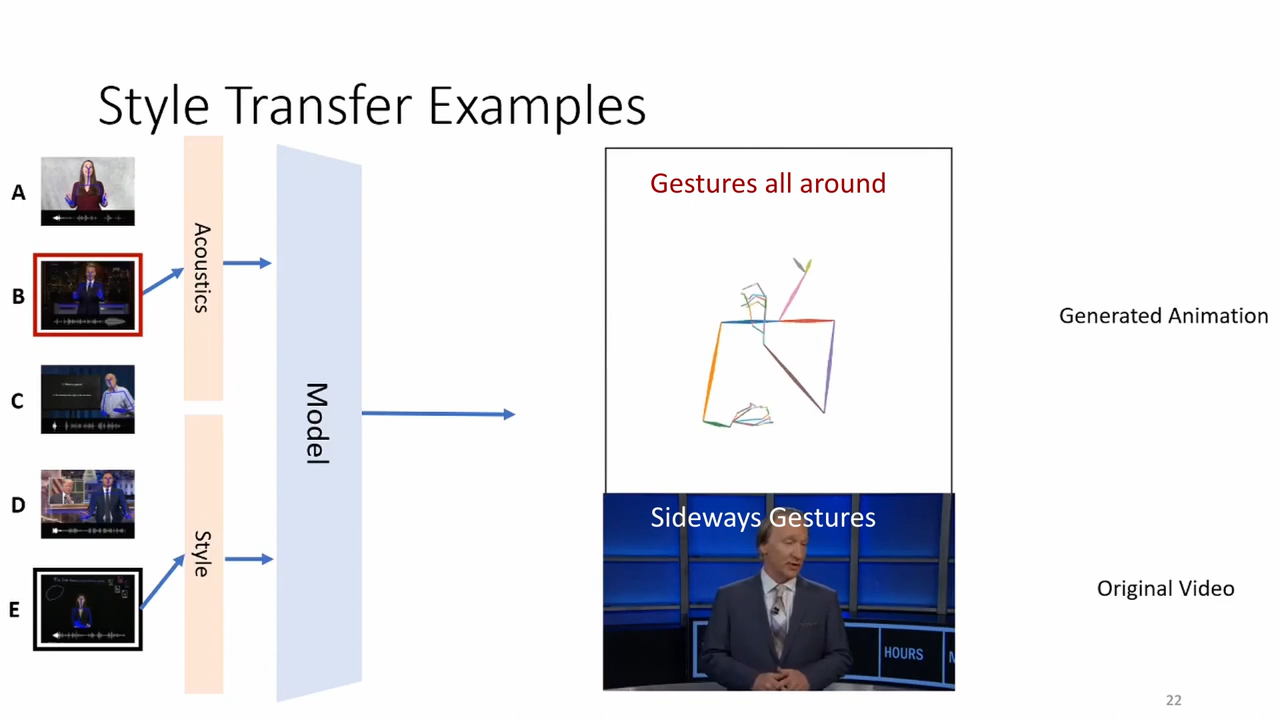 Style Transfer Examples
A
B
C
D
E
Acoustics
Style
Model
Gestures all around
Generated Animation
Sideways Gestures
HOURS
Original Video
22